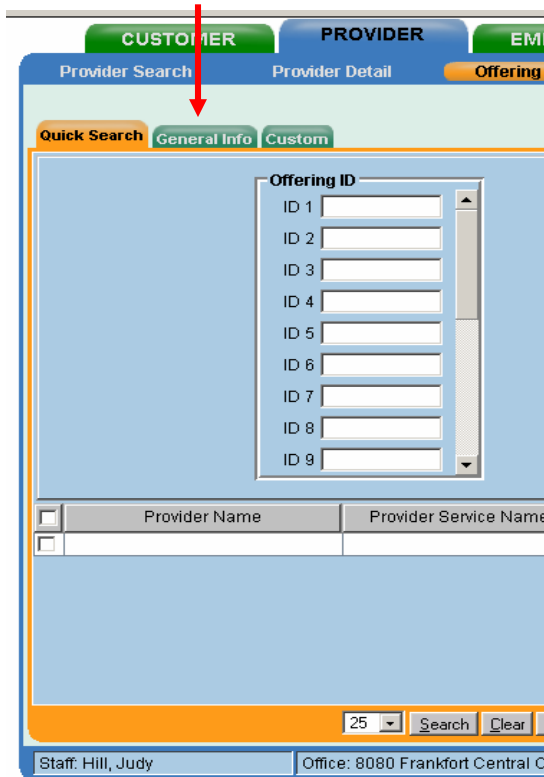 CUSTOMER PROVIDER EM
Provider Search Provider Detail Offering
Quick Search General Info Custom
Offering ID
ID 1
ID 2
ID 3
ID 4
ID 5
ID 6
ID 7
ID 8
ID 9
Provider Name Provider Service Name
25 Search Clear
Staff: Hill, Judy Office: 8080 Frankfort Central